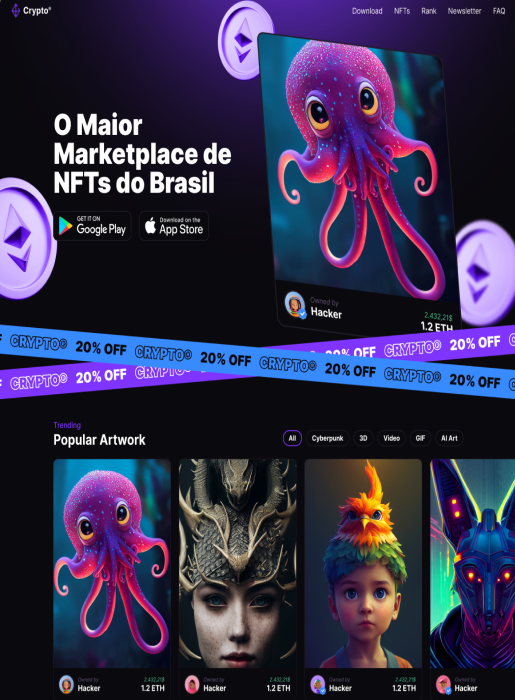 Crypto®
Download NFTs Rank Newsletter FAQ
O Maior
Marketplace de
NFTs do Brasil
GET IT ON
Google Play
Download on the
App Store
Owned by
Hacker
2.432,21$
1.2 ETH
CRYPTO® 20% OFF CRYPTO® 20% OFF CRYPTO® 20% OFF CRYPTO® 20% OFF
20% OFF CRYPTO® 20% OFF
CRYPTO® 20% OFF CRYPTO®
Trending
Popular Artwork
All Cyberpunk 3D Video GIF AI Art
Owned by
Hacker
2.432,21$
1.2 ETH
Owned by
Hacker
2.432,21$
1.2 ETH
Owned by
Hacker
2.432,21$
1.2 ETH
Owned by
Hacker